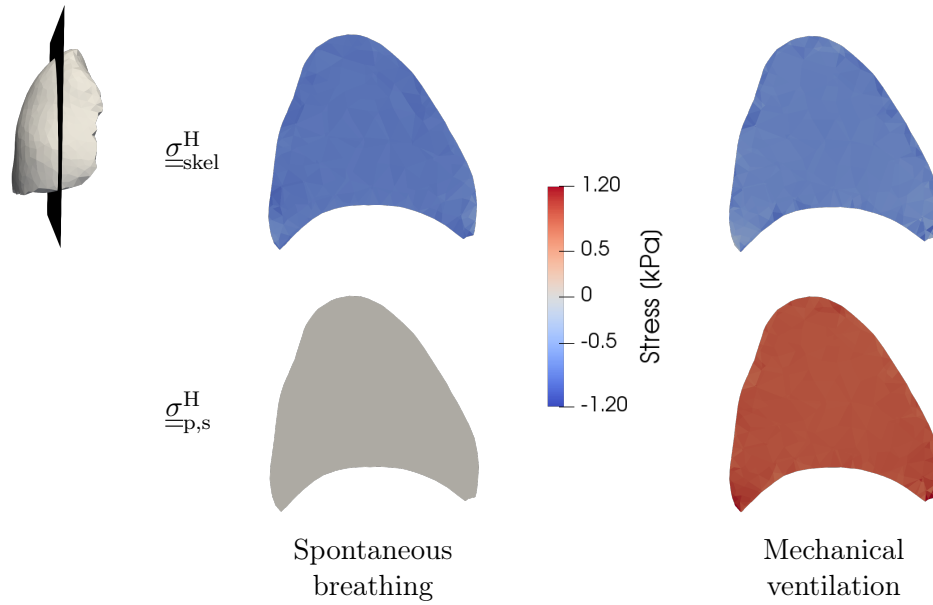 σ^H_skel
1.20
0.5
0
-0.5
-1.20
Stress (kPa)
σ^H_p,s
Spontaneous
breathing
Mechanical
ventilation